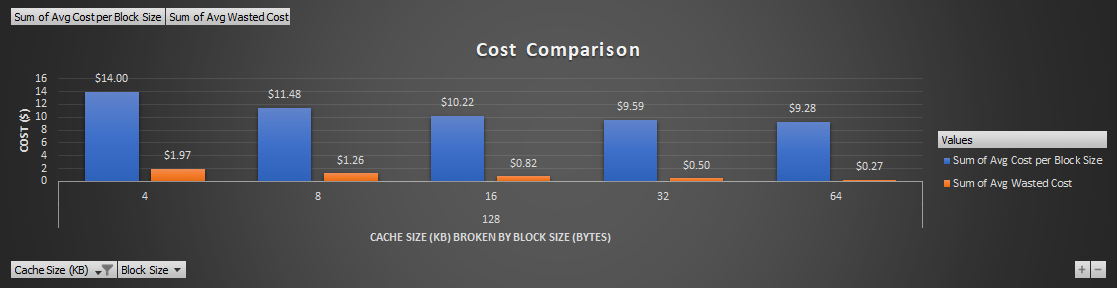 Sum of Avg Cost per Block Size Sum of Avg Wasted Cost
Cost Comparison
COST ($)
16
14
12
10
8
6
4
2
0
$14.00
$1.97
$11.48
$1.26
$10.22
$0.82
$9.59
$0.50
$9.28
$0.27
4 8 16 32 64
128
CACHE SIZE (KB) BROKEN BY BLOCK SIZE (BYTES)
Values
Sum of Avg Cost per Block Size
Sum of Avg Wasted Cost
Cache Size (KB) Block Size
+ −